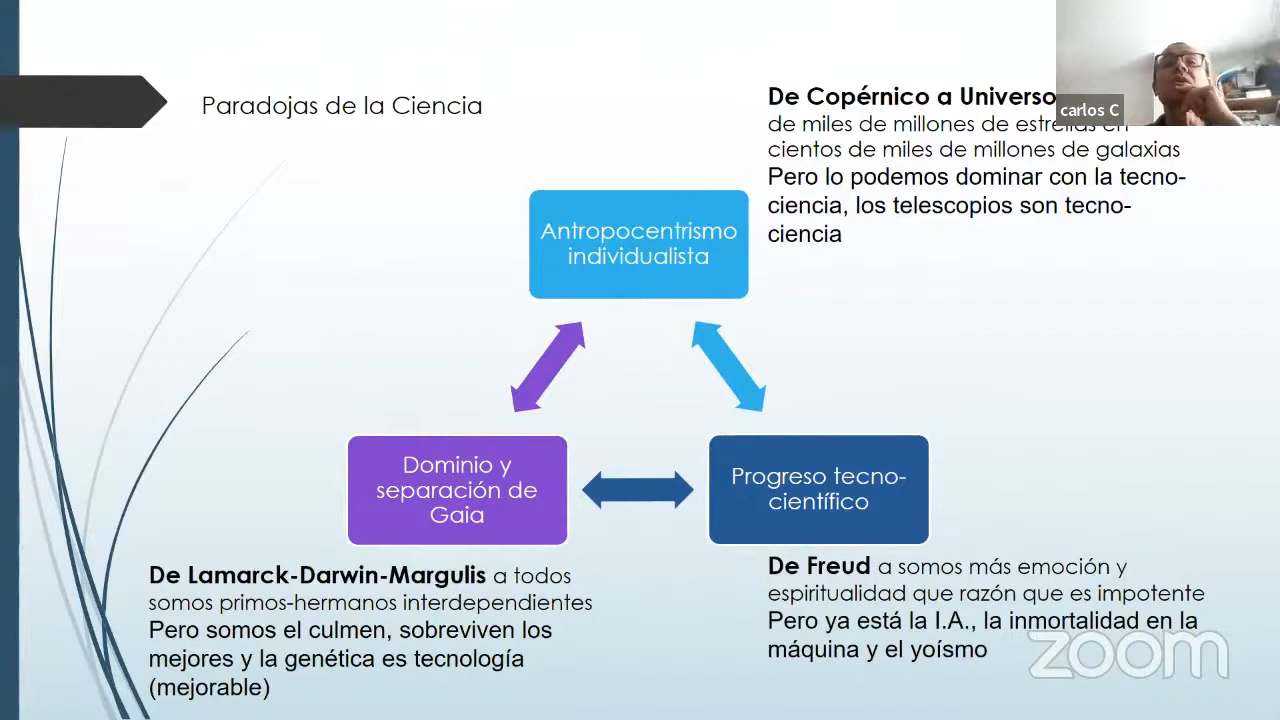 Paradojas de la Ciencia
De Copérnico a Universo
carlos C
de miles de millones de estrellas en
cientos de miles de millones de galaxias
Pero lo podemos dominar con la tecno-
ciencia, los telescopios son tecno-
ciencia
Antropocentrismo
individualista
Dominio y
separación de
Gaia
Progreso tecno-
científico
De Lamarck-Darwin-Margulis a todos
somos primos-hermanos interdependientes
Pero somos el culmen, sobreviven los
mejores y la genética es tecnología
(mejorable)
De Freud a somos más emoción y
espiritualidad que razón que es impotente
Pero ya está la I.A., la inmortalidad en la
máquina y el yoísmo
zoom